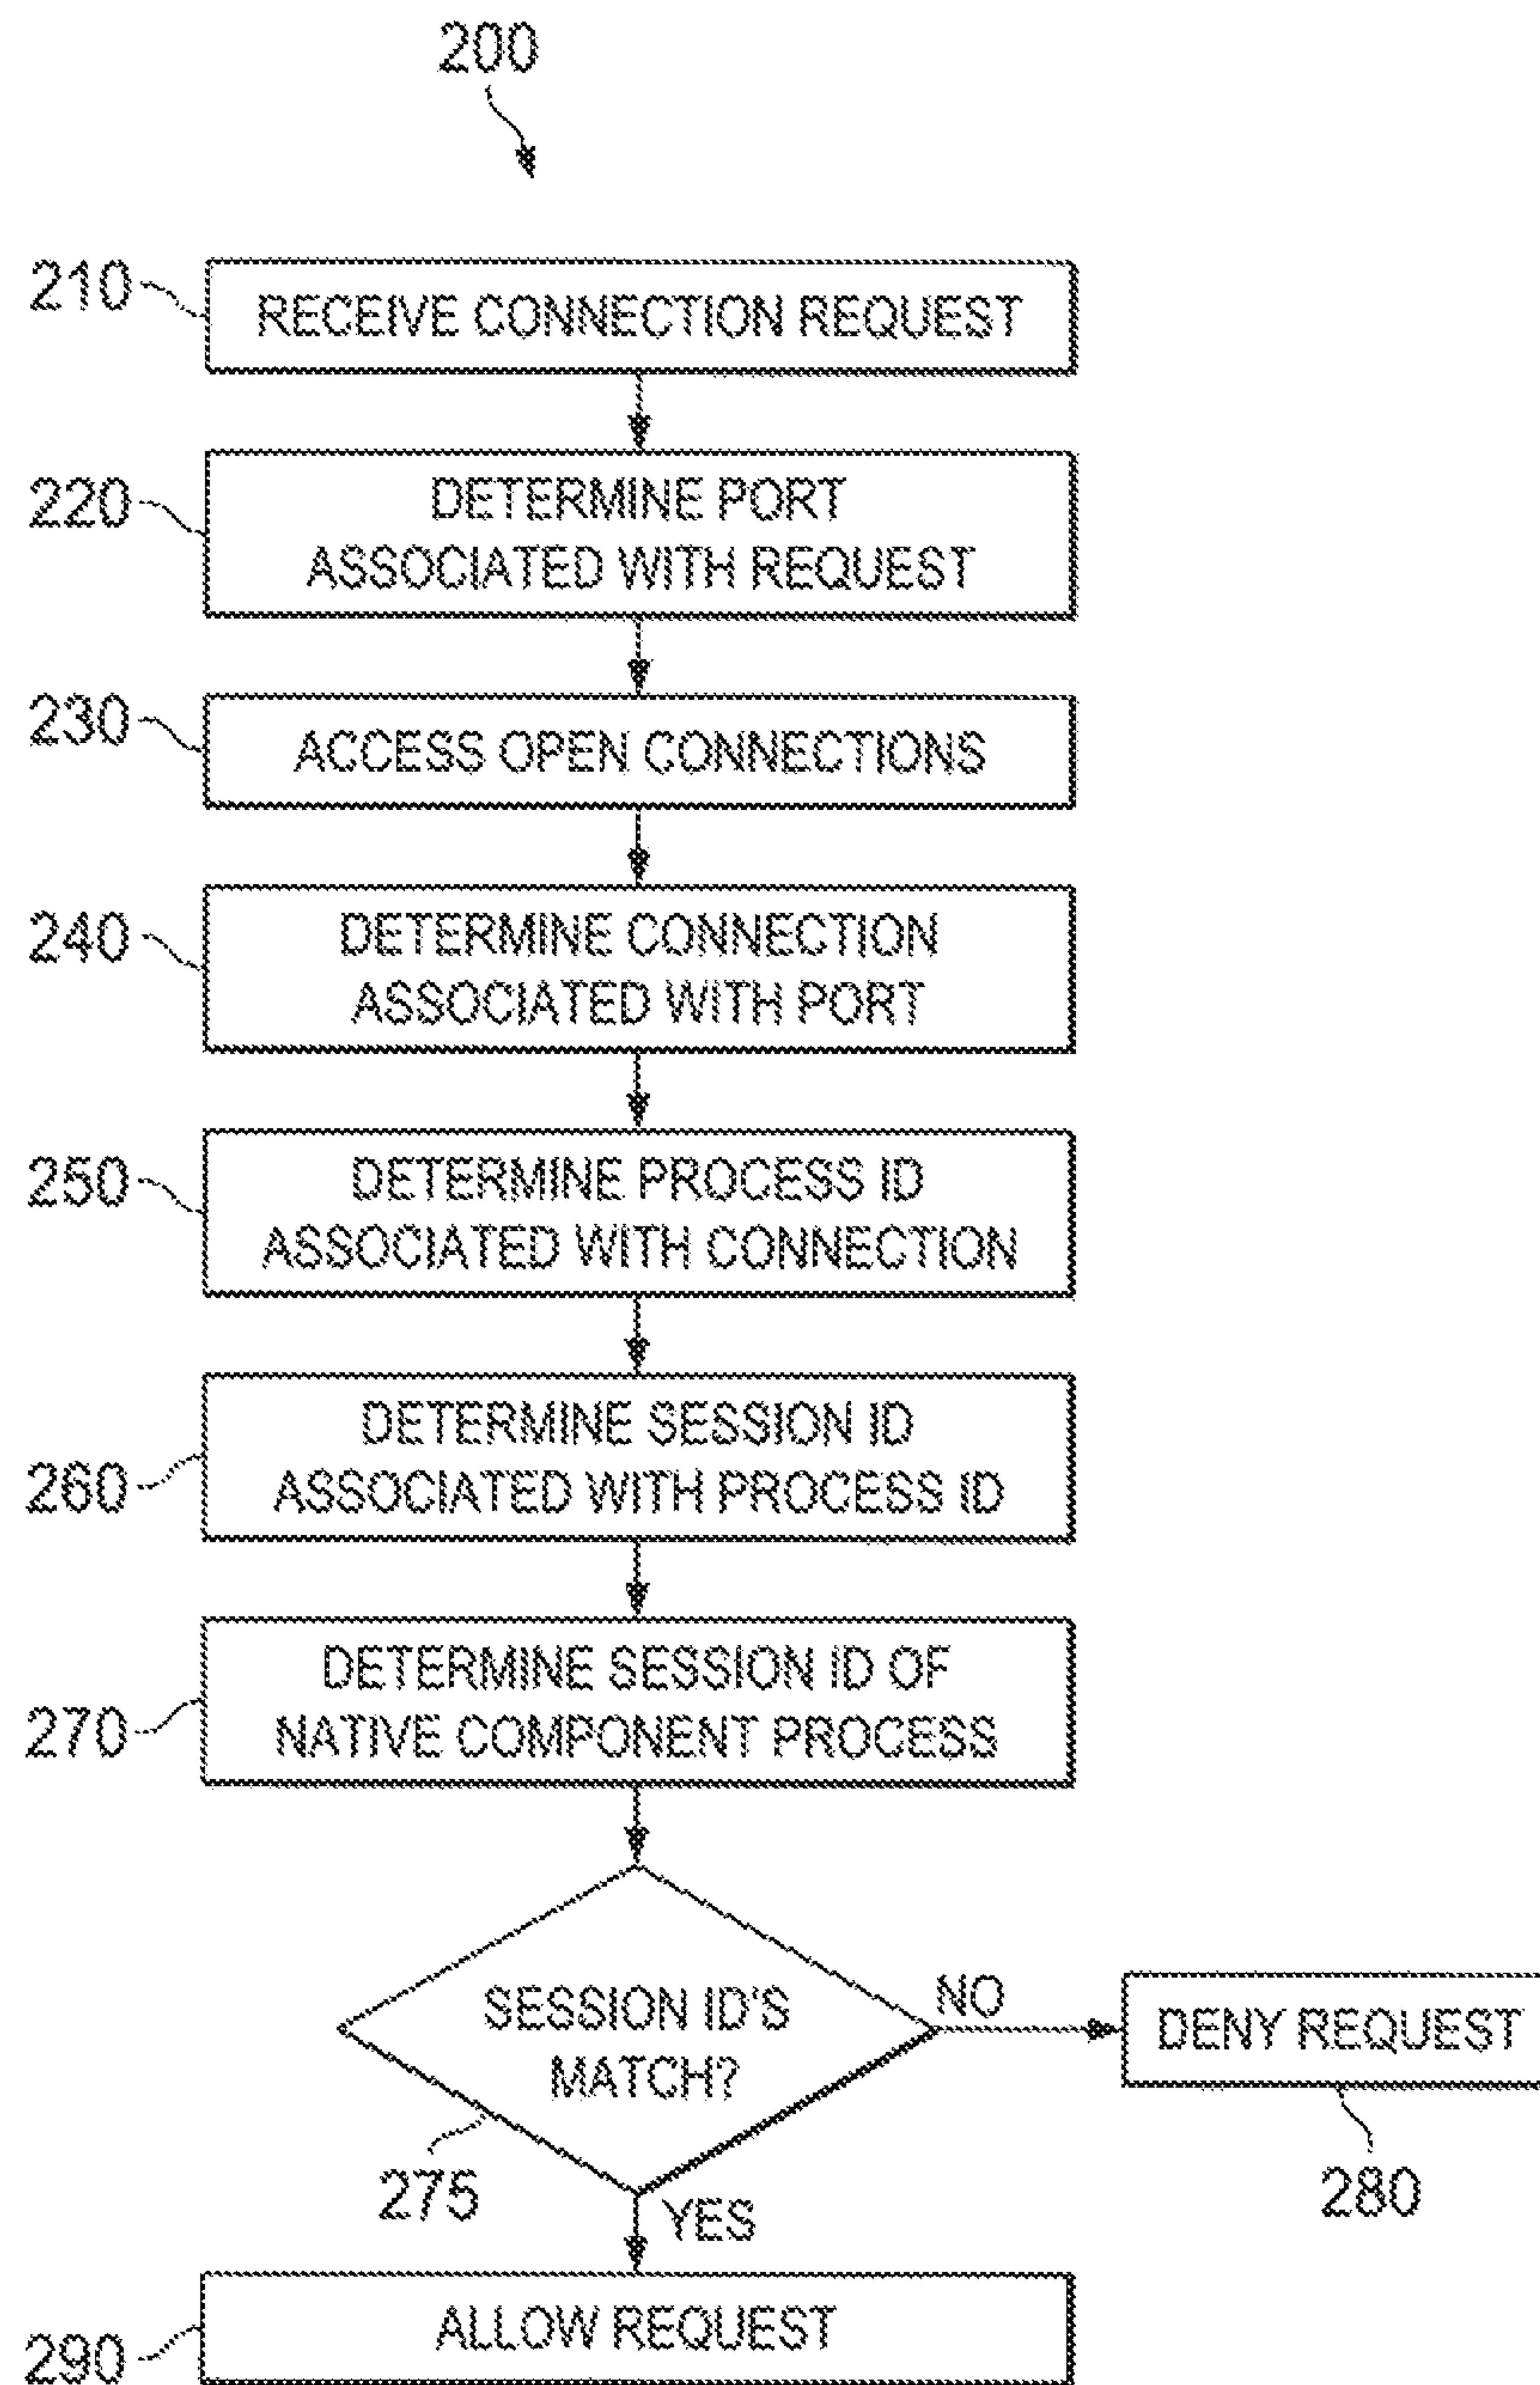 200
210
RECEIVE CONNECTION REQUEST
220
DETERMINE PORT
ASSOCIATED WITH REQUEST
230
ACCESS OPEN CONNECTIONS
240
DETERMINE CONNECTION
ASSOCIATED WITH PORT
250
DETERMINE PROCESS ID
ASSOCIATED WITH CONNECTION
260
DETERMINE SESSION ID
ASSOCIATED WITH PROCESS ID
270
DETERMINE SESSION ID OF
NATIVE COMPONENT PROCESS
SESSION ID'S
MATCH?
NO
DENY REQUEST
275
280
YES
290
ALLOW REQUEST